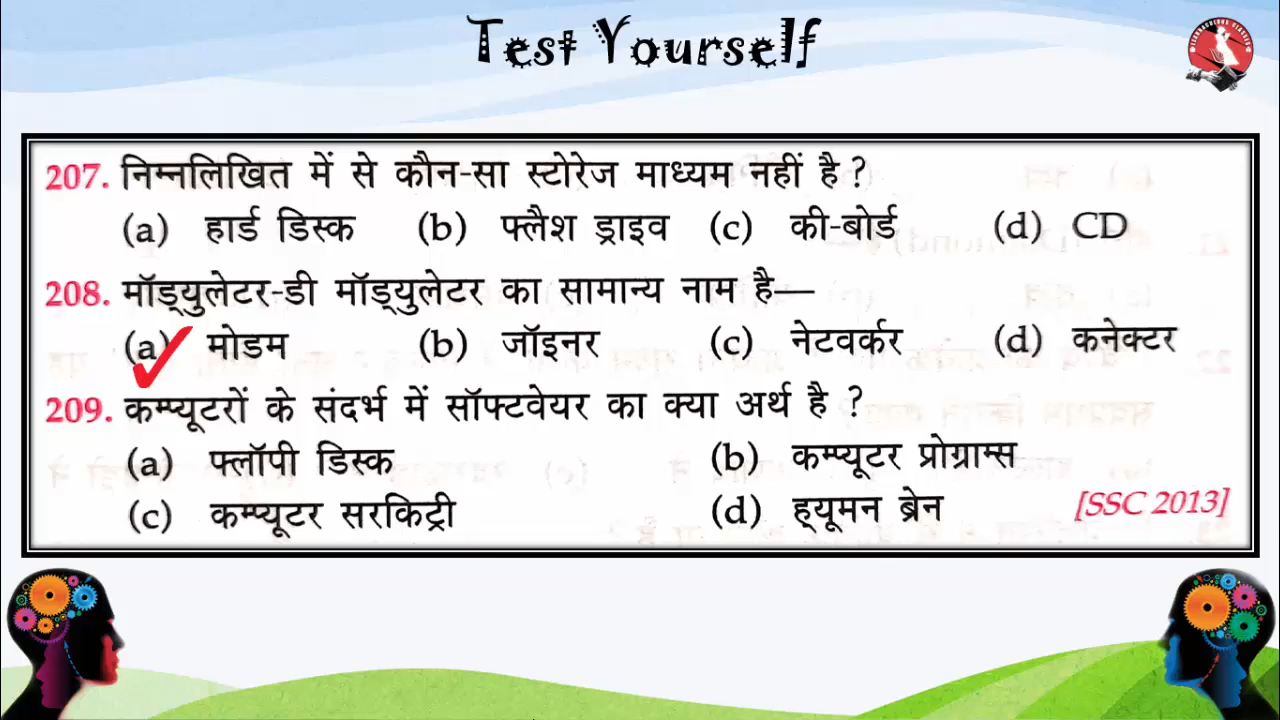 Test Yourself
207. निम्नलिखित में से कौन-सा स्टोरेज माध्यम नहीं है ?
(a) हार्ड डिस्क (b) फ्लैश ड्राइव (c) की-बोर्ड (d) CD
208. मॉड्युलेटर-डी मॉड्युलेटर का सामान्य नाम है—
(a) मोडम (b) जॉइनर (c) नेटवर्कर (d) कनेक्टर
209. कम्प्यूटरों के संदर्भ में सॉफ्टवेयर का क्या अर्थ है ?
(a) फ्लॉपी डिस्क (b) कम्प्यूटर प्रोग्राम्स
(c) कम्प्यूटर सरकिट्री (d) ह्यूमन ब्रेन [SSC 2013]